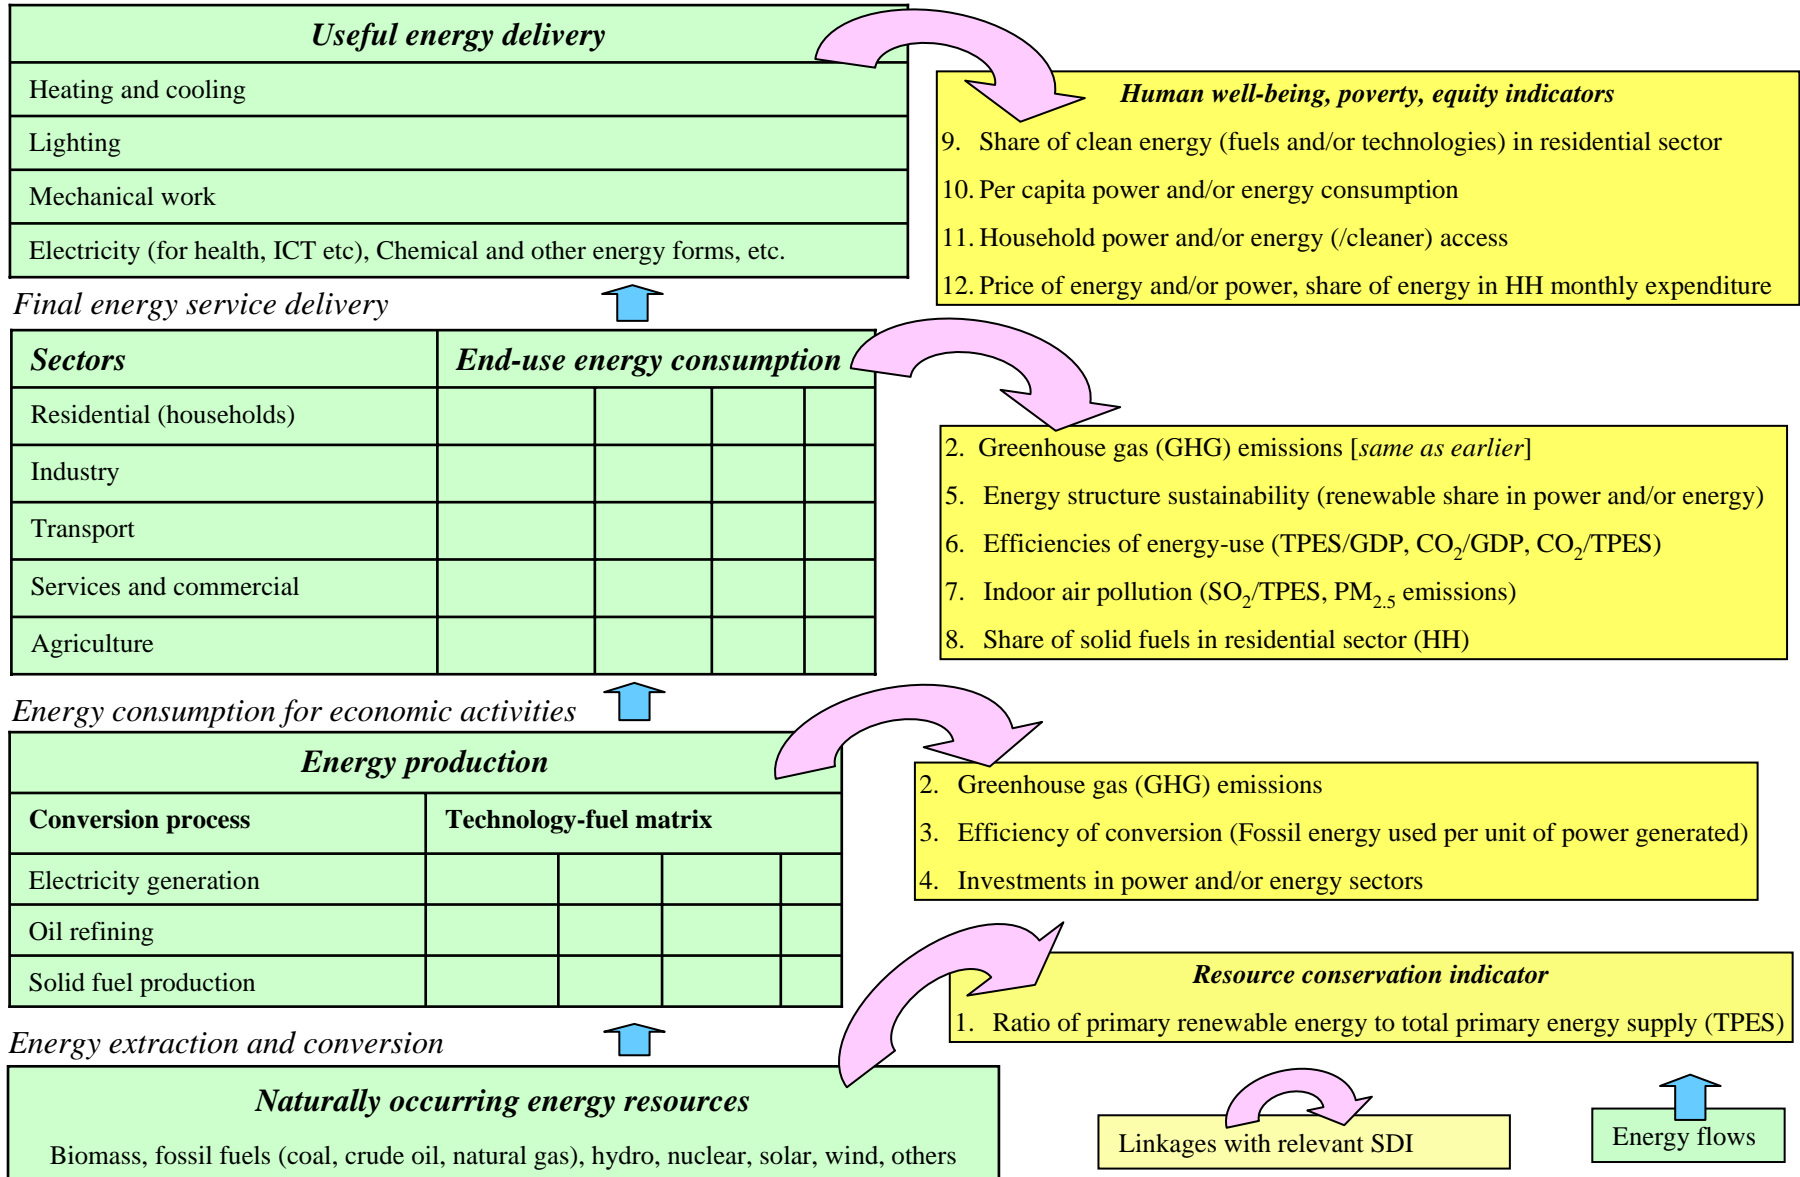 Useful energy delivery
Heating and cooling
Lighting
Mechanical work
Electricity (for health, ICT etc), Chemical and other energy forms, etc.
Human well-being, poverty, equity indicators
9. Share of clean energy (fuels and/or technologies) in residential sector
10. Per capita power and/or energy consumption
11. Household power and/or energy (/cleaner) access
12. Price of energy and/or power, share of energy in HH monthly expenditure
Final energy service delivery
Sectors End-use energy consumption
Residential (households)
Industry
Transport
Services and commercial
Agriculture
2. Greenhouse gas (GHG) emissions [same as earlier]
5. Energy structure sustainability (renewable share in power and/or energy)
6. Efficiencies of energy-use (TPES/GDP, CO2/GDP, CO2/TPES)
7. Indoor air pollution (SO2/TPES, PM2.5 emissions)
8. Share of solid fuels in residential sector (HH)
Energy consumption for economic activities
Energy production
Conversion process Technology-fuel matrix
Electricity generation
Oil refining
Solid fuel production
2. Greenhouse gas (GHG) emissions
3. Efficiency of conversion (Fossil energy used per unit of power generated)
4. Investments in power and/or energy sectors
Resource conservation indicator
1. Ratio of primary renewable energy to total primary energy supply (TPES)
Energy extraction and conversion
Naturally occurring energy resources
Biomass, fossil fuels (coal, crude oil, natural gas), hydro, nuclear, solar, wind, others
Linkages with relevant SDI
Energy flows